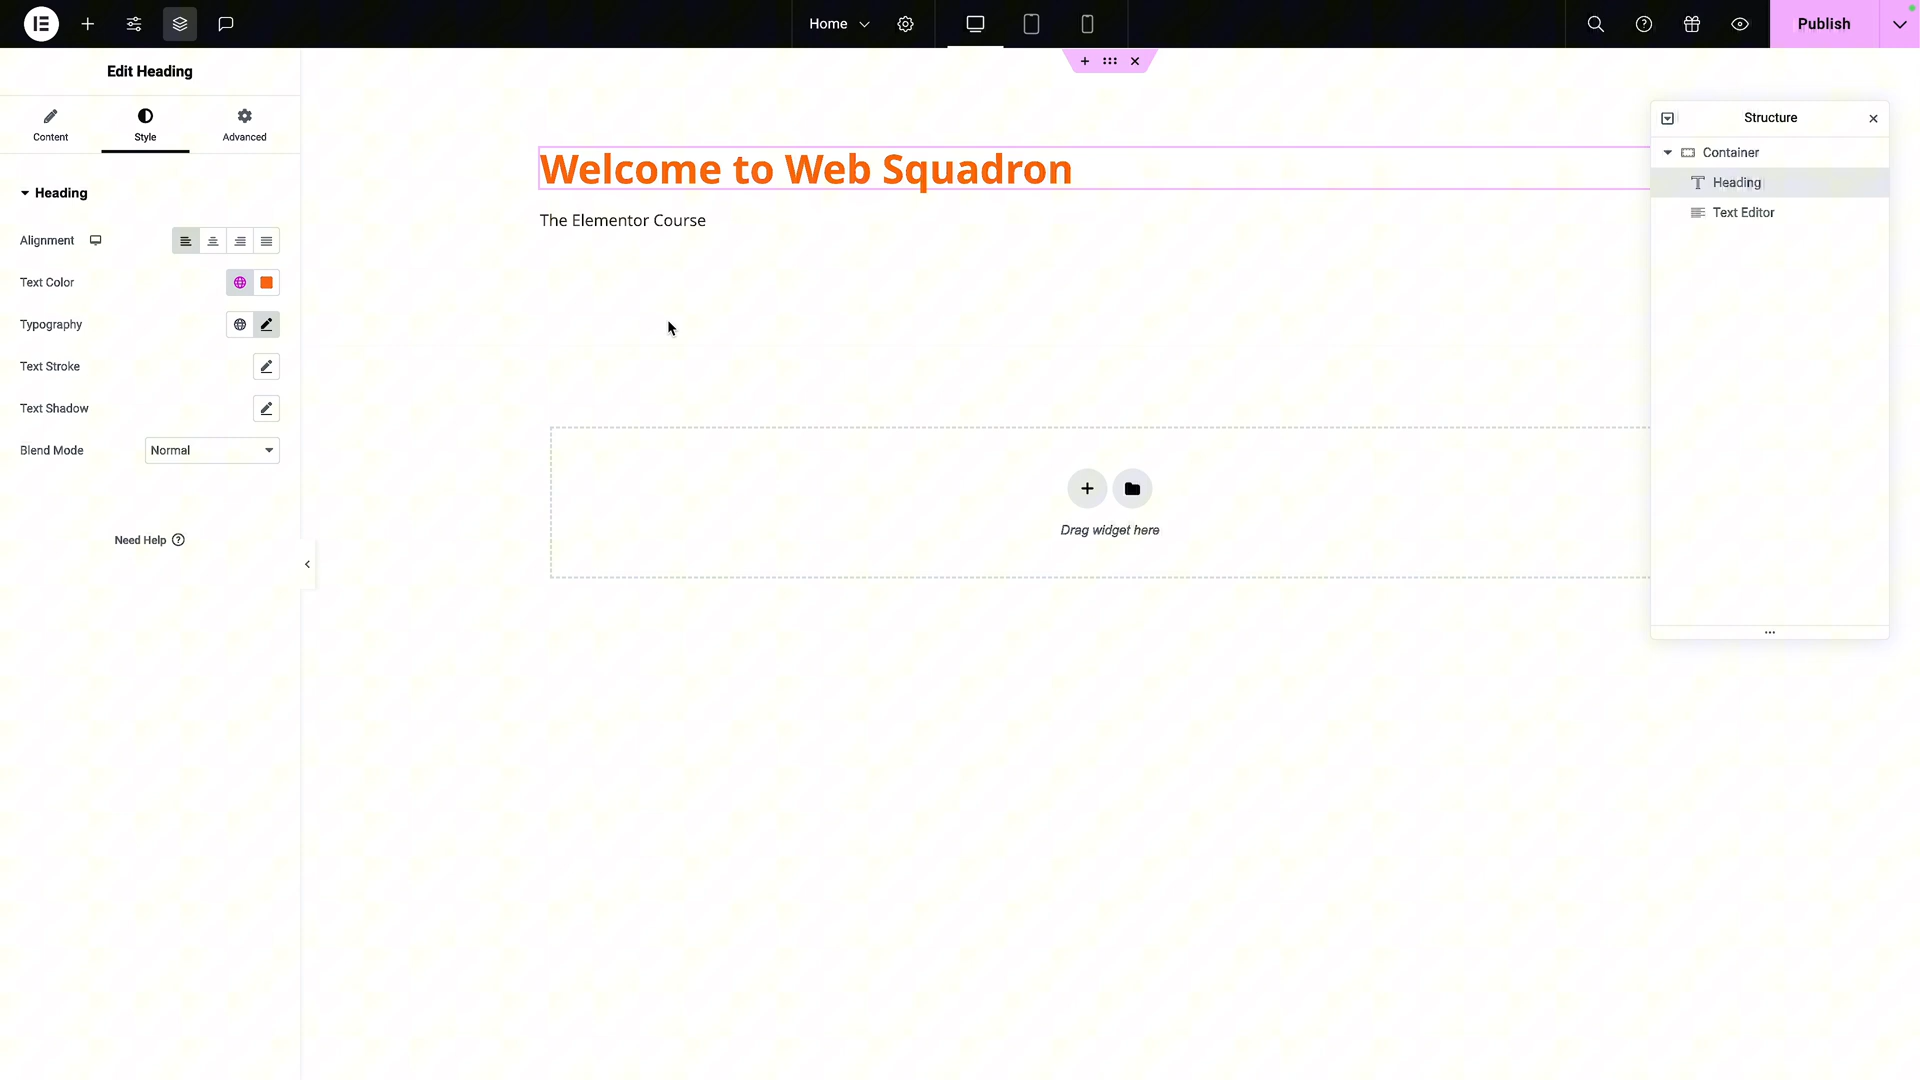 Home
Publish
Edit Heading
Content
Style
Advanced
Heading
Alignment
Text Color
Typography
Text Stroke
Text Shadow
Blend Mode
Normal
Need Help
Welcome to Web Squadron
The Elementor Course
Drag widget here
Structure
Container
Heading
Text Editor